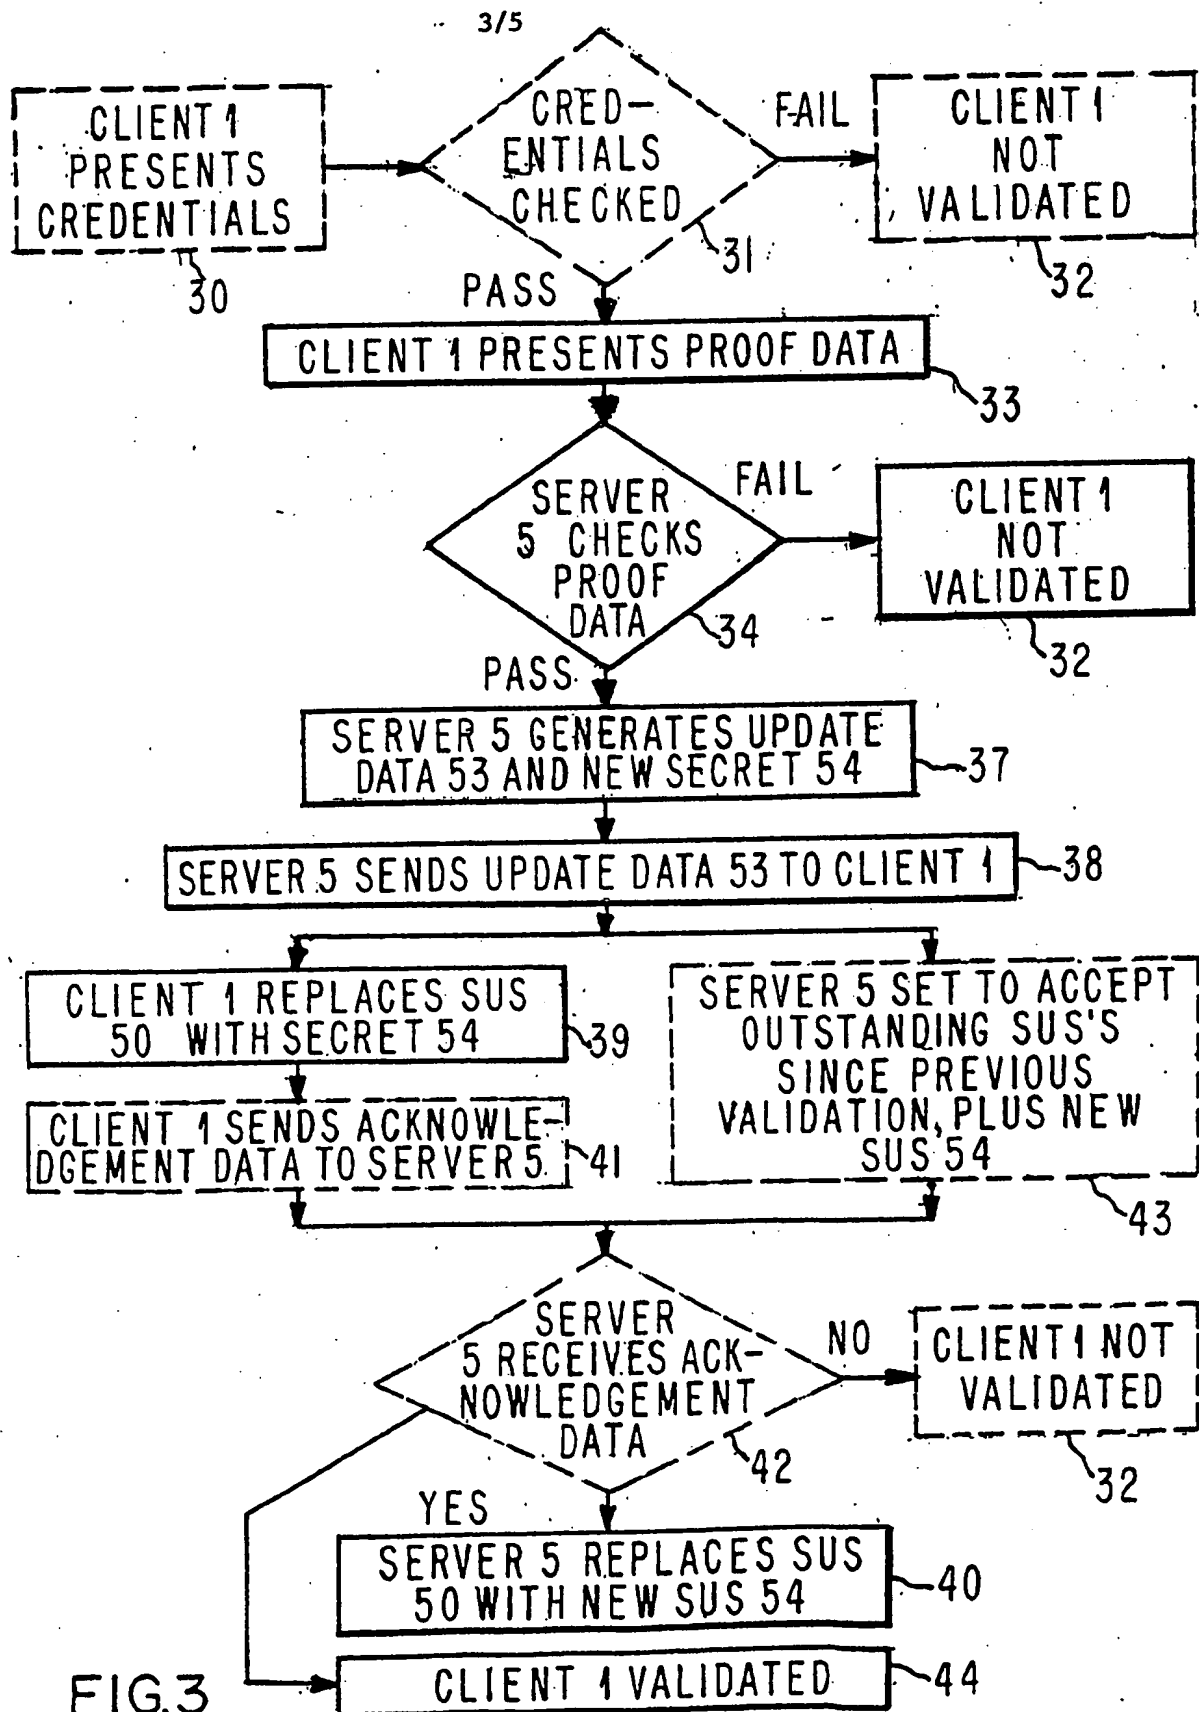 3/5
CLIENT 1
PRESENTS
CREDENTIALS
30
CRED-
ENTIALS
CHECKED
31
FAIL
CLIENT 1
NOT
VALIDATED
32
PASS
CLIENT 1 PRESENTS PROOF DATA
33
SERVER
5 CHECKS
PROOF
DATA
34
FAIL
CLIENT 1
NOT
VALIDATED
32
PASS
SERVER 5 GENERATES UPDATE
DATA 53 AND NEW SECRET 54
37
SERVER 5 SENDS UPDATE DATA 53 TO CLIENT 1
38
CLIENT 1 REPLACES SUS
50 WITH SECRET 54
39
CLIENT 1 SENDS ACKNOWLE-
DGEMENT DATA TO SERVER 5
41
SERVER 5 SET TO ACCEPT
OUTSTANDING SUS'S
SINCE PREVIOUS
VALIDATION, PLUS NEW
SUS 54
43
SERVER
5 RECEIVES ACK-
NOWLEDGEMENT
DATA
42
NO
CLIENT 1 NOT
VALIDATED
32
YES
SERVER 5 REPLACES SUS
50 WITH NEW SUS 54
40
CLIENT 1 VALIDATED
44
FIG.3